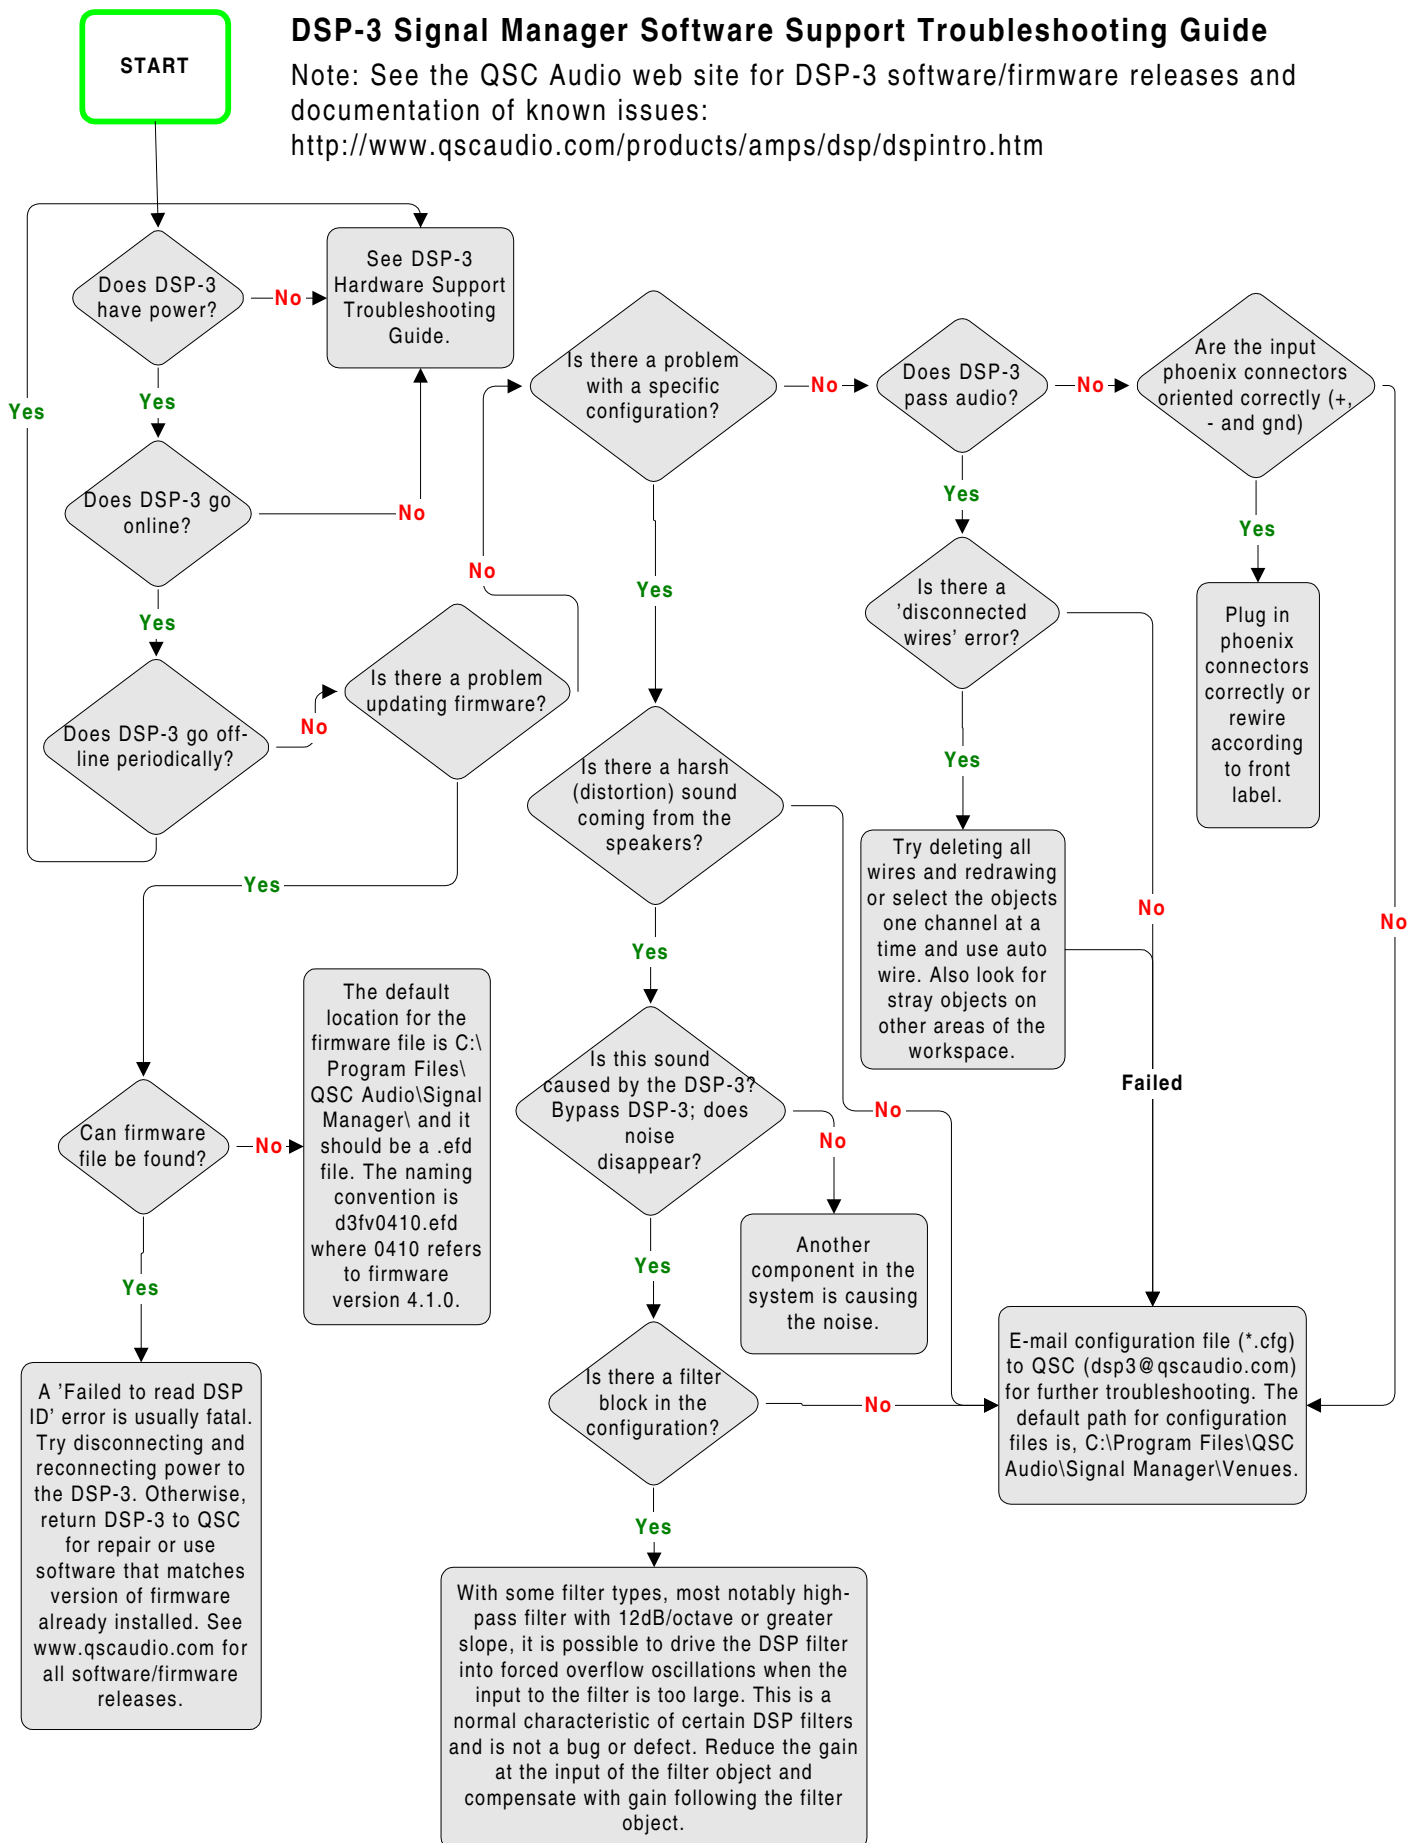 START
DSP-3 Signal Manager Software Support Troubleshooting Guide
Note: See the QSC Audio web site for DSP-3 software/firmware releases and
documentation of known issues:
http://www.qscaudio.com/products/amps/dsp/dspintro.htm
Does DSP-3
have power?
No
See DSP-3
Hardware Support
Troubleshooting
Guide.
Yes
Yes
Does DSP-3 go
online?
No
Yes
Does DSP-3 go off-
line periodically?
No
Is there a problem
updating firmware?
No
Yes
Can firmware
file be found?
No
The default
location for the
firmware file is C:\
Program Files\
QSC Audio\Signal
Manager\ and it
should be a .efd
file. The naming
convention is
d3fv0410.efd
where 0410 refers
to firmware
version 4.1.0.
Yes
A 'Failed to read DSP
ID' error is usually fatal.
Try disconnecting and
reconnecting power to
the DSP-3. Otherwise,
return DSP-3 to QSC
for repair or use
software that matches
version of firmware
already installed. See
www.qscaudio.com for
all software/firmware
releases.
Is there a problem
with a specific
configuration?
No
Yes
Is there a harsh
(distortion) sound
coming from the
speakers?
No
Yes
Is this sound
caused by the DSP-3?
Bypass DSP-3; does
noise
disappear?
No
Another
component in the
system is causing
the noise.
Yes
Is there a filter
block in the
configuration?
No
Yes
With some filter types, most notably high-
pass filter with 12dB/octave or greater
slope, it is possible to drive the DSP filter
into forced overflow oscillations when the
input to the filter is too large. This is a
normal characteristic of certain DSP filters
and is not a bug or defect. Reduce the gain
at the input of the filter object and
compensate with gain following the filter
object.
Does DSP-3
pass audio?
No
Yes
Is there a
'disconnected
wires' error?
No
Yes
Try deleting all
wires and redrawing
or select the objects
one channel at a
time and use auto
wire. Also look for
stray objects on
other areas of the
workspace.
Failed
Are the input
phoenix connectors
oriented correctly (+,
- and gnd)
No
Yes
Plug in
phoenix
connectors
correctly or
rewire
according
to front
label.
E-mail configuration file (*.cfg)
to QSC (dsp3@qscaudio.com)
for further troubleshooting. The
default path for configuration
files is, C:\Program Files\QSC
Audio\Signal Manager\Venues.